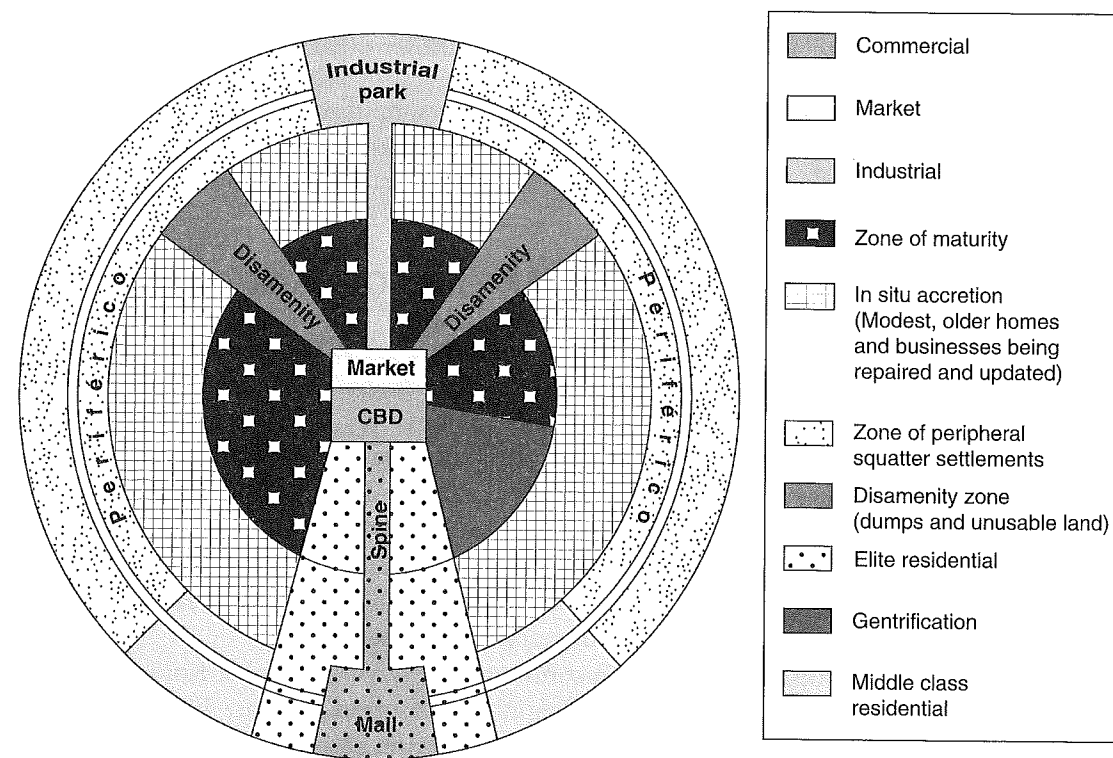 Industrial
park
Disamenity
Disamenity
Periférico
Periférico
Market
CBD
Spine
Mall
Commercial
Market
Industrial
Zone of maturity
In situ accretion
(Modest, older homes
and businesses being
repaired and updated)
Zone of peripheral
squatter settlements
Disamenity zone
(dumps and unusable land)
Elite residential
Gentrification
Middle class
residential